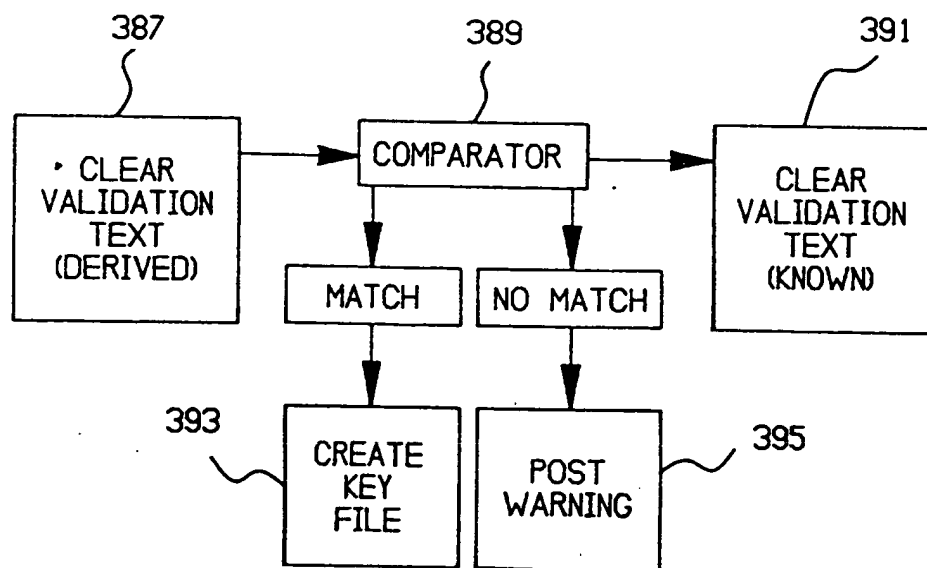 387
389
391
CLEAR
VALIDATION
TEXT
(DERIVED)
COMPARATOR
CLEAR
VALIDATION
TEXT
(KNOWN)
MATCH
NO MATCH
393
CREATE
KEY
FILE
POST
WARNING
395